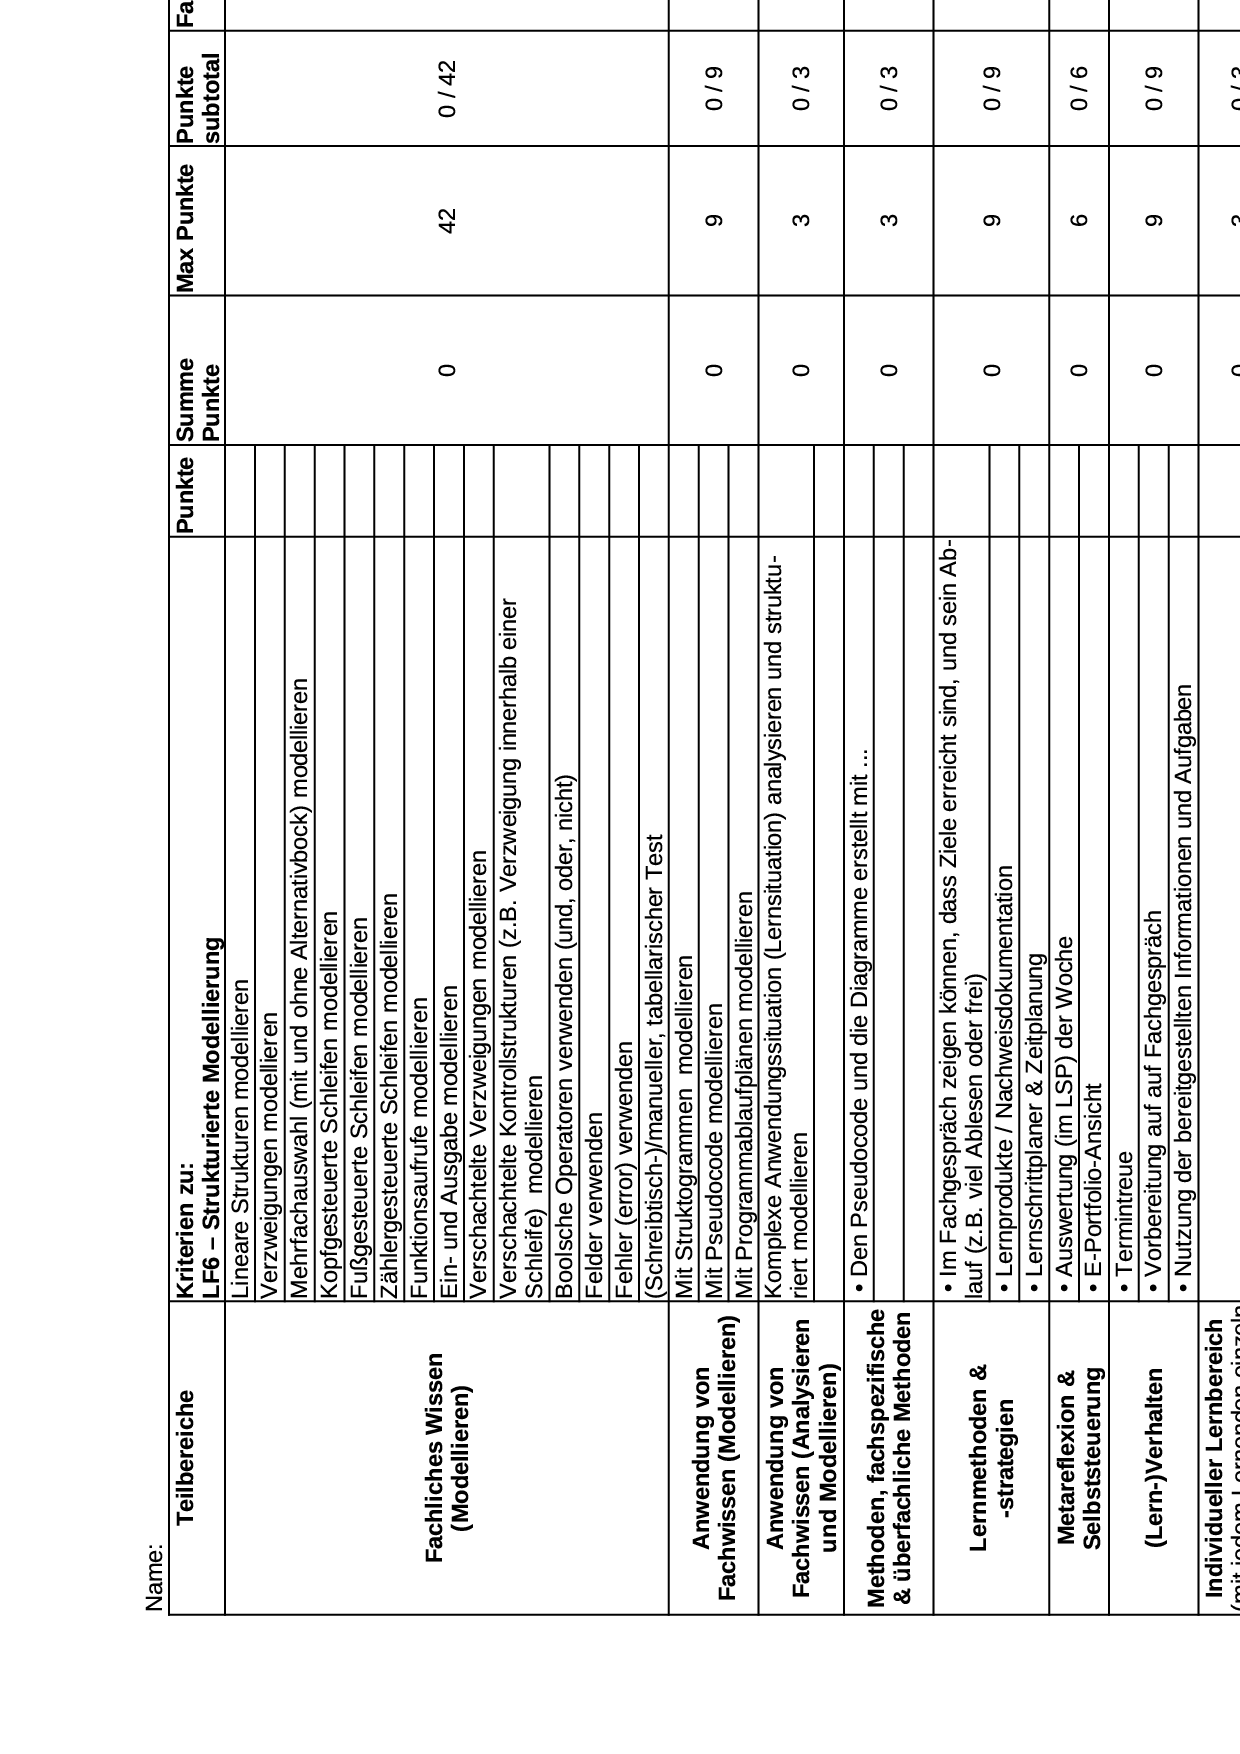 Name:
Teilbereiche
Kriterien zu:
LF6 – Strukturierte Modellierung
Punkte
Summe
Punkte
Max Punkte
Punkte
subtotal
Fa
Fachliches Wissen
(Modellieren)
Lineare Strukturen modellieren
Verzweigungen modellieren
Mehrfachauswahl (mit und ohne Alternativbock) modellieren
Kopfgesteuerte Schleifen modellieren
Fußgesteuerte Schleifen modellieren
Zählergesteuerte Schleifen modellieren
Funktionsaufrufe modellieren
Ein- und Ausgabe modellieren
Verschachtelte Verzweigungen modellieren
Verschachtelte Kontrollstrukturen (z.B. Verzweigung innerhalb einer
Schleife) modellieren
Boolsche Operatoren verwenden (und, oder, nicht)
Felder verwenden
Fehler (error) verwenden
(Schreibtisch-)/manueller, tabellarischer Test
0
42
0 / 42
Anwendung von
Fachwissen (Modellieren)
Mit Struktogrammen modellieren
Mit Pseudocode modellieren
Mit Programmablaufplänen modellieren
0
9
0 / 9
Anwendung von
Fachwissen (Analysieren
und Modellieren)
Komplexe Anwendungssituation (Lernsituation) analysieren und struktu-
riert modellieren
0
3
0 / 3
Methoden, fachspezifische
& überfachliche Methoden
• Den Pseudocode und die Diagramme erstellt mit ...
0
3
0 / 3
Lernmethoden &
-strategien
• Im Fachgespräch zeigen können, dass Ziele erreicht sind, und sein Ab-
lauf (z.B. viel Ablesen oder frei)
• Lernprodukte / Nachweisdokumentation
• Lernschrittplaner & Zeitplanung
0
9
0 / 9
Metareflexion &
Selbststeuerung
• Auswertung (im LSP) der Woche
• E-Portfolio-Ansicht
0
6
0 / 6
(Lern-)Verhalten
• Termintreue
• Vorbereitung auf auf Fachgespräch
• Nutzung der bereitgestellten Informationen und Aufgaben
0
9
0 / 9
Individueller Lernbereich
(mit jedem Lernenden einzeln
0
3
0 / 3